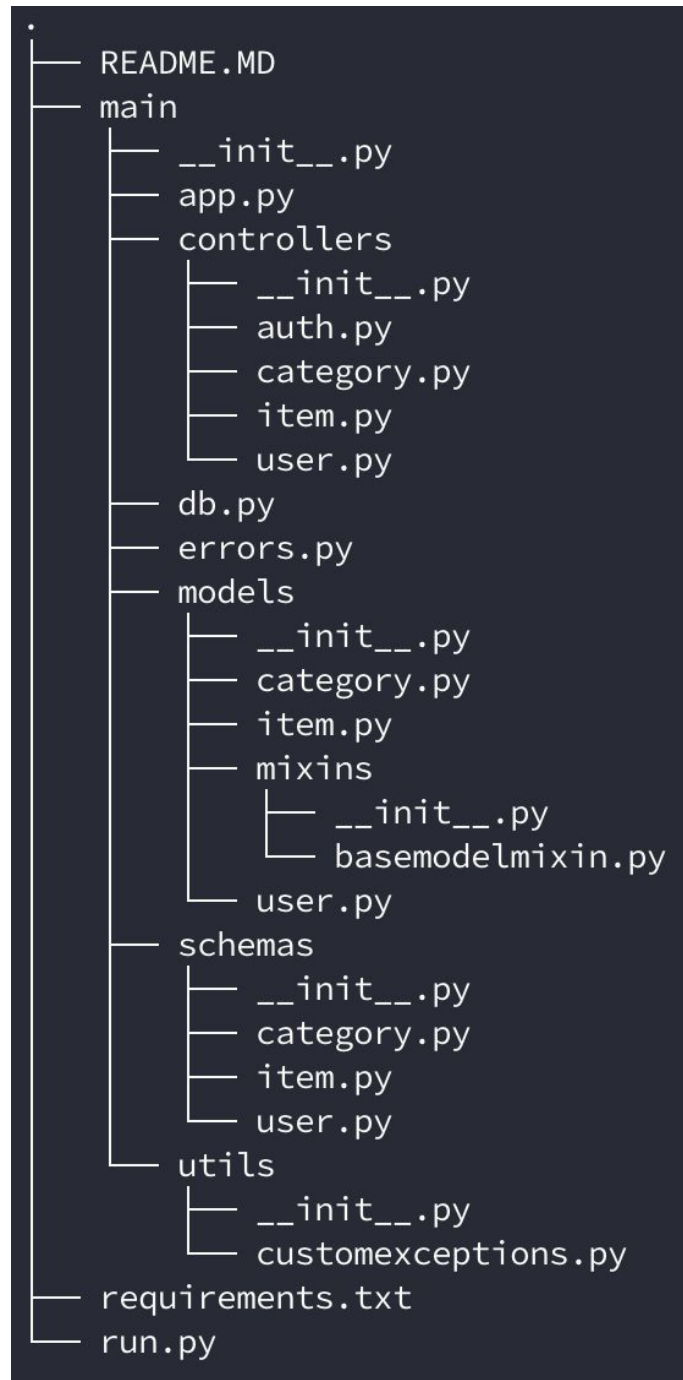 .
README.MD
main
__init__.py
app.py
controllers
__init__.py
auth.py
category.py
item.py
user.py
db.py
errors.py
models
__init__.py
category.py
item.py
mixins
__init__.py
basemodelmixin.py
user.py
schemas
__init__.py
category.py
item.py
user.py
utils
__init__.py
customexceptions.py
requirements.txt
run.py